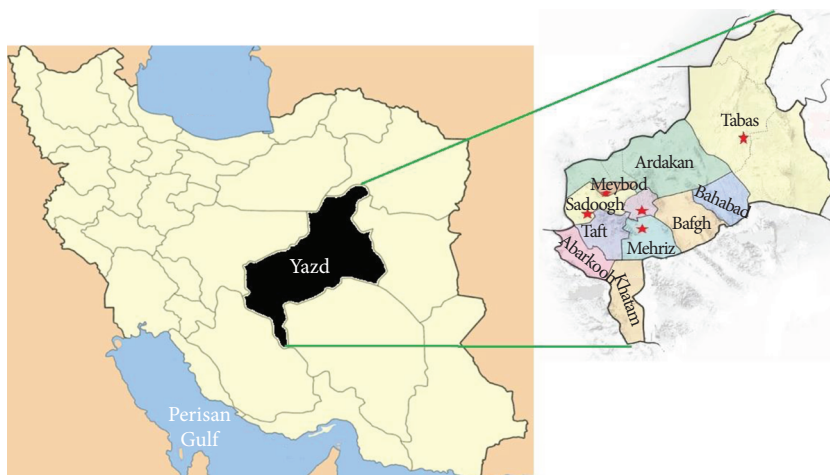 Yazd
Perisan
Gulf
Tabas
Ardakan
Meybod
Sadoogh
Bahabad
Taft
Bafgh
Mehriz
Abarkooh
Khatam